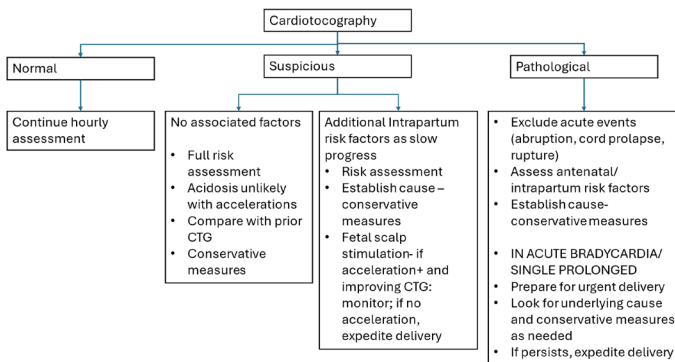 Cardiotocography
Normal
Suspicious
Pathological
Continue hourly
assessment
No associated factors
• Full risk
assessment
• Acidosis unlikely
with accelerations
• Compare with prior
CTG
• Conservative
measures
Additional Intrapartum
risk factors as slow
progress
• Risk assessment
• Establish cause –
conservative
measures
• Fetal scalp
stimulation- if
acceleration+ and
improving CTG:
monitor; if no
acceleration,
expedite delivery
• Exclude acute events
(abruption, cord prolapse,
rupture)
• Assess antenatal/
intrapartum risk factors
• Establish cause-
conservative measures
• IN ACUTE BRADYCARDIA/
SINGLE PROLONGED
• Prepare for urgent delivery
• Look for underlying cause
and conservative measures
as needed
• If persists, expedite delivery